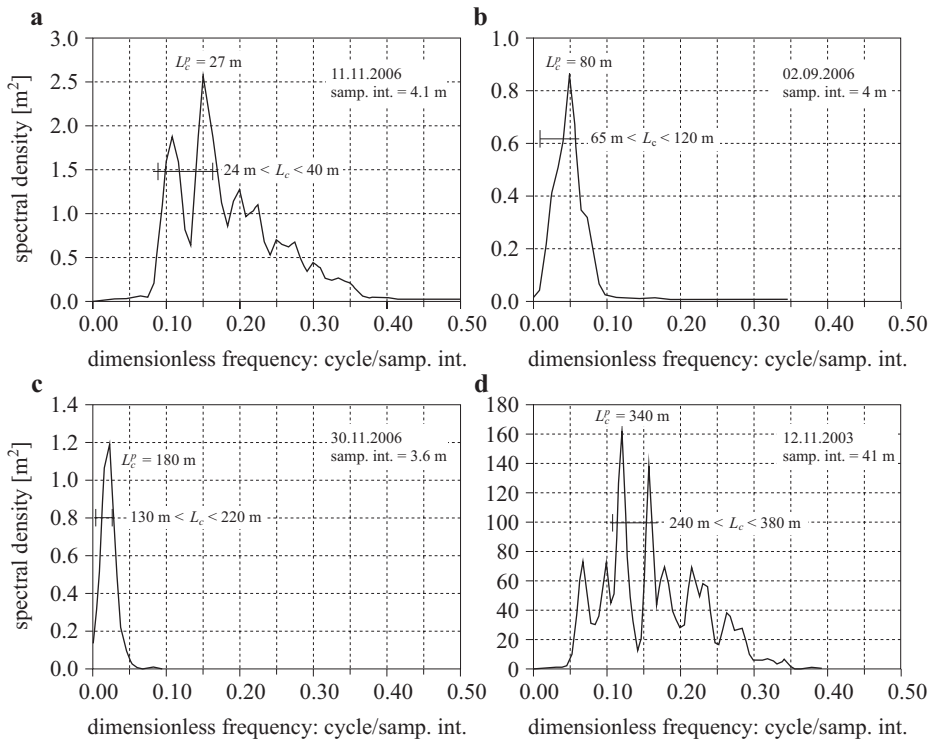 a
spectral density [m²]
3.0
2.5
2.0
1.5
1.0
0.5
0.0
L_c^p = 27 m
11.11.2006
samp. int. = 4.1 m
24 m < L_c < 40 m
0.00 0.10 0.20 0.30 0.40 0.50
dimensionless frequency: cycle/samp. int.
b
1.0
0.8
0.6
0.4
0.2
0.0
L_c^p = 80 m
02.09.2006
samp. int. = 4 m
65 m < L_c < 120 m
0.00 0.10 0.20 0.30 0.40 0.50
dimensionless frequency: cycle/samp. int.
c
spectral density [m²]
1.4
1.2
1.0
0.8
0.6
0.4
0.2
0.0
30.11.2006
samp. int. = 3.6 m
L_c^p = 180 m
130 m < L_c < 220 m
0.00 0.10 0.20 0.30 0.40 0.50
dimensionless frequency: cycle/samp. int.
d
180
160
140
120
100
80
60
40
20
0
L_c^p = 340 m
12.11.2003
samp. int. = 41 m
240 m < L_c < 380 m
0.00 0.10 0.20 0.30 0.40 0.50
dimensionless frequency: cycle/samp. int.